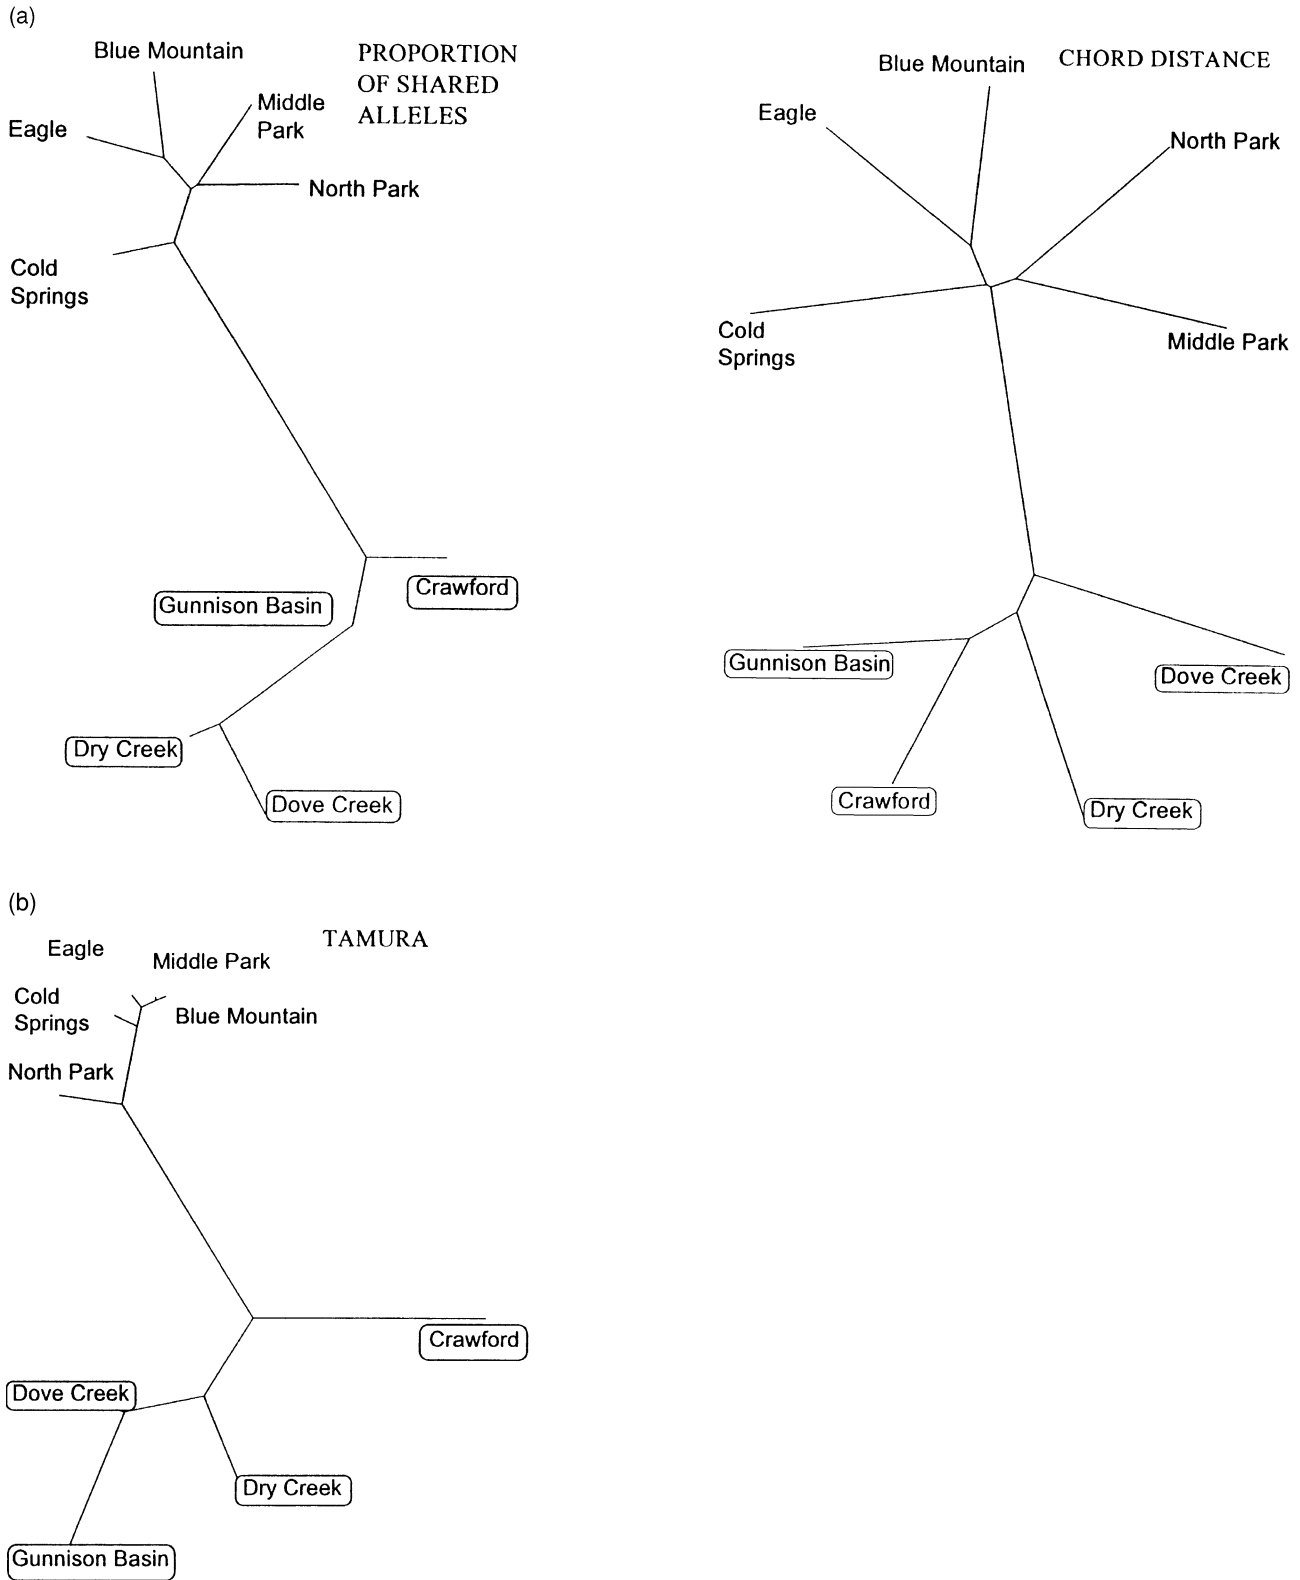 (a)
Blue Mountain
PROPORTION
OF SHARED
ALLELES
Middle
Park
Eagle
North Park
Cold
Springs
Crawford
Gunnison Basin
Dry Creek
Dove Creek
Blue Mountain
CHORD DISTANCE
Eagle
North Park
Cold
Springs
Middle Park
Gunnison Basin
Dove Creek
Crawford
Dry Creek
(b)
TAMURA
Eagle
Middle Park
Cold
Springs
Blue Mountain
North Park
Crawford
Dove Creek
Dry Creek
Gunnison Basin